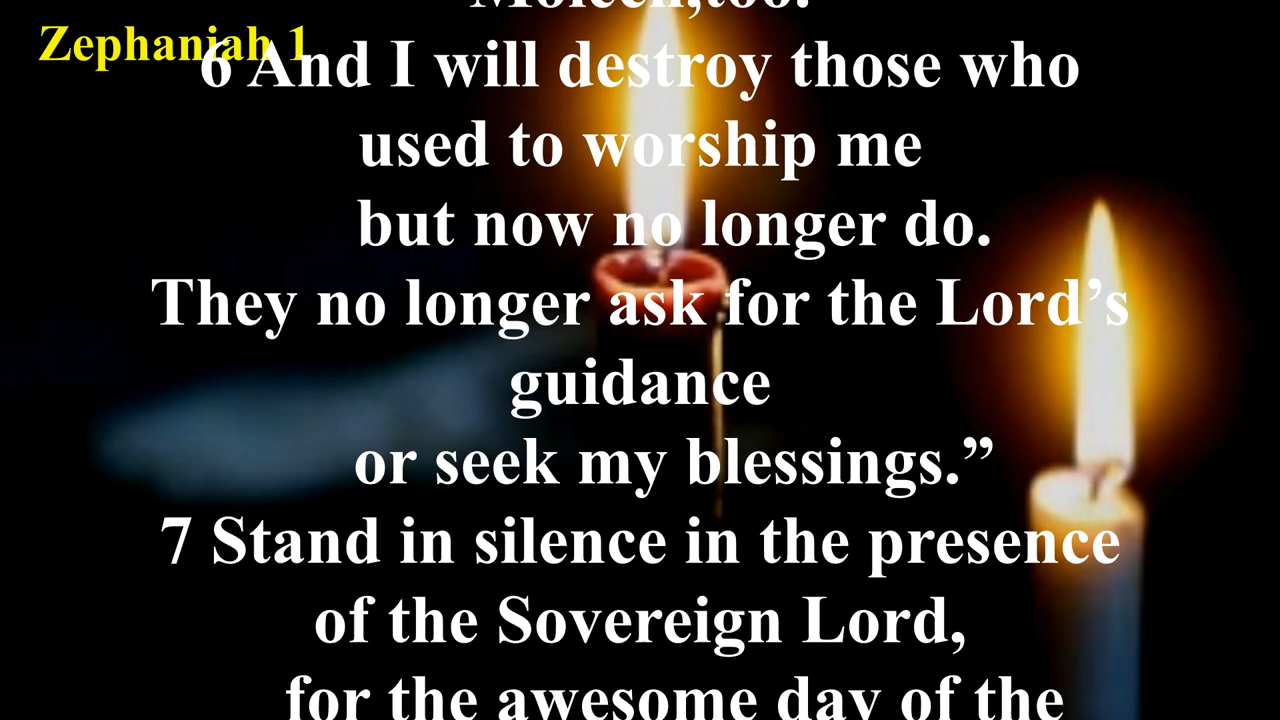 Molech,too.
Zephaniah 1
6 And I will destroy those who
used to worship me
but now no longer do.
They no longer ask for the Lord’s
guidance
or seek my blessings.”
7 Stand in silence in the presence
of the Sovereign Lord,
for the awesome day of the